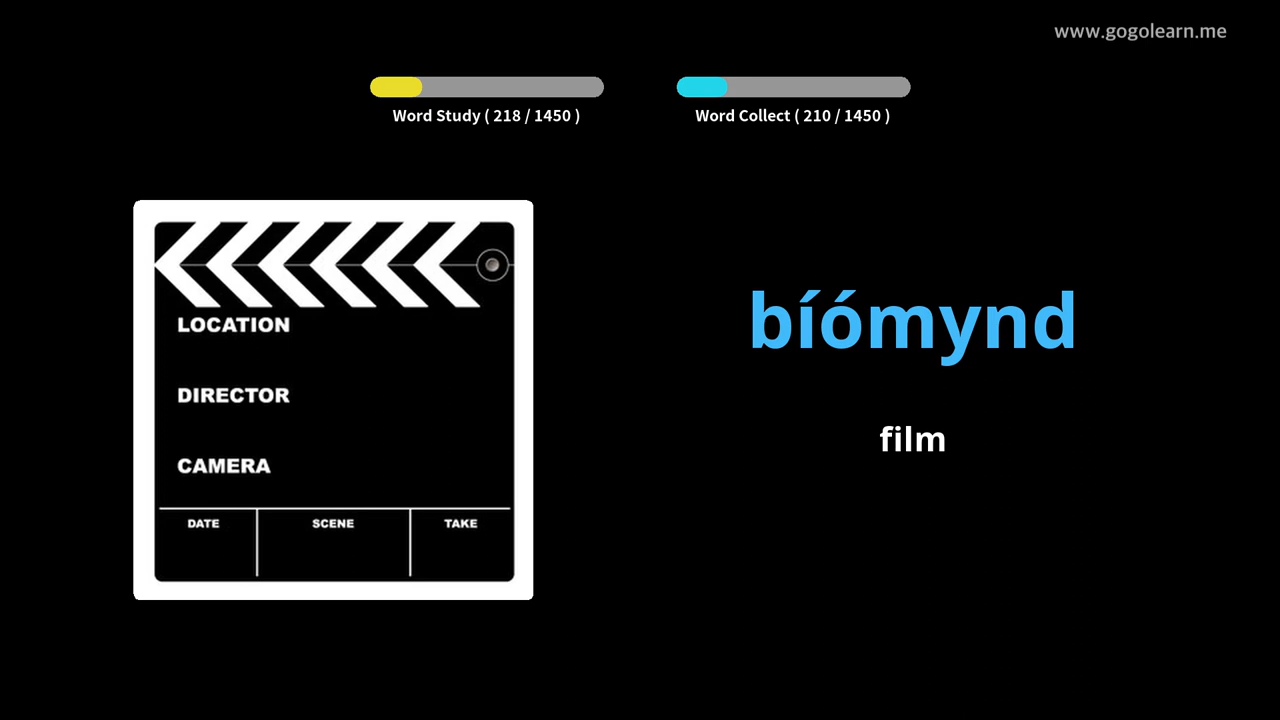 www.gogolearn.me
Word Study ( 218 / 1450 )
Word Collect ( 210 / 1450 )
LOCATION
DIRECTOR
CAMERA
DATE
SCENE
TAKE
bíómynd
film